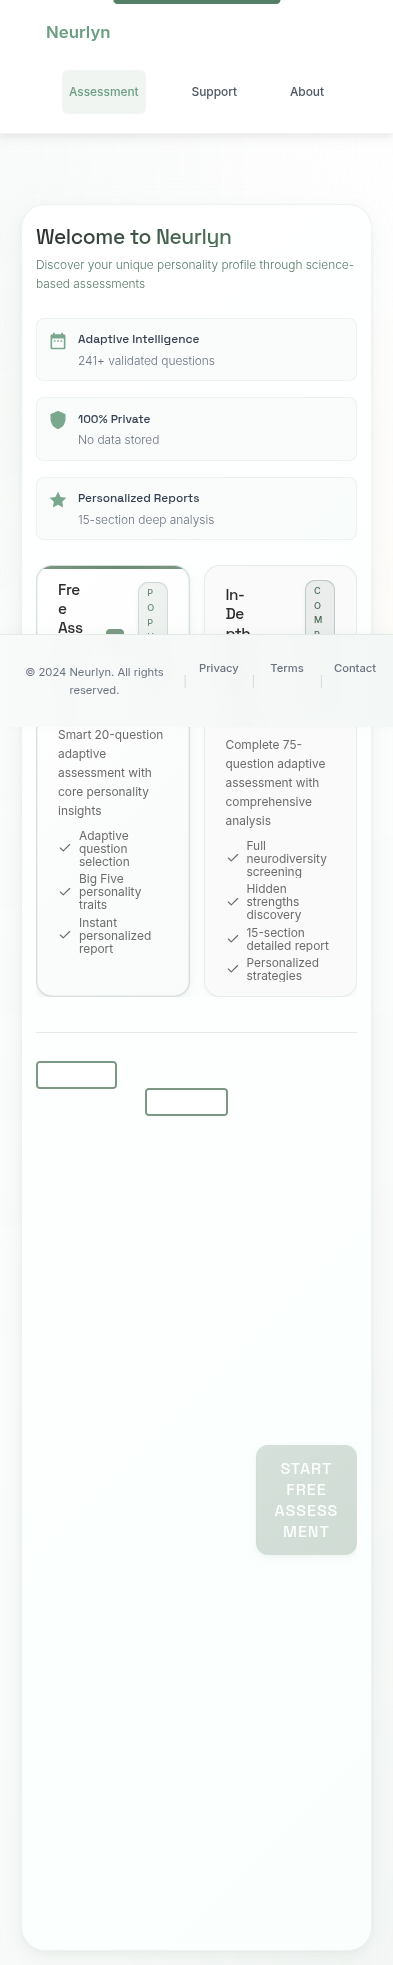 Neurlyn
Assessment
Support
About
Welcome to Neurlyn
Discover your unique personality profile through science-
based assessments
Adaptive Intelligence
241+ validated questions
100% Private
No data stored
Personalized Reports
15-section deep analysis
Fre
e
Ass
P
O
P
In-
De
pth
C
O
M
© 2024 Neurlyn. All rights
reserved.
|
Privacy
|
Terms
|
Contact
Smart 20-question
adaptive
assessment with
core personality
insights
Adaptive
question
selection
Big Five
personality
traits
Instant
personalized
report
Complete 75-
question adaptive
assessment with
comprehensive
analysis
Full
neurodiversity
screening
Hidden
strengths
discovery
15-section
detailed report
Personalized
strategies
START
FREE
ASSESS
MENT